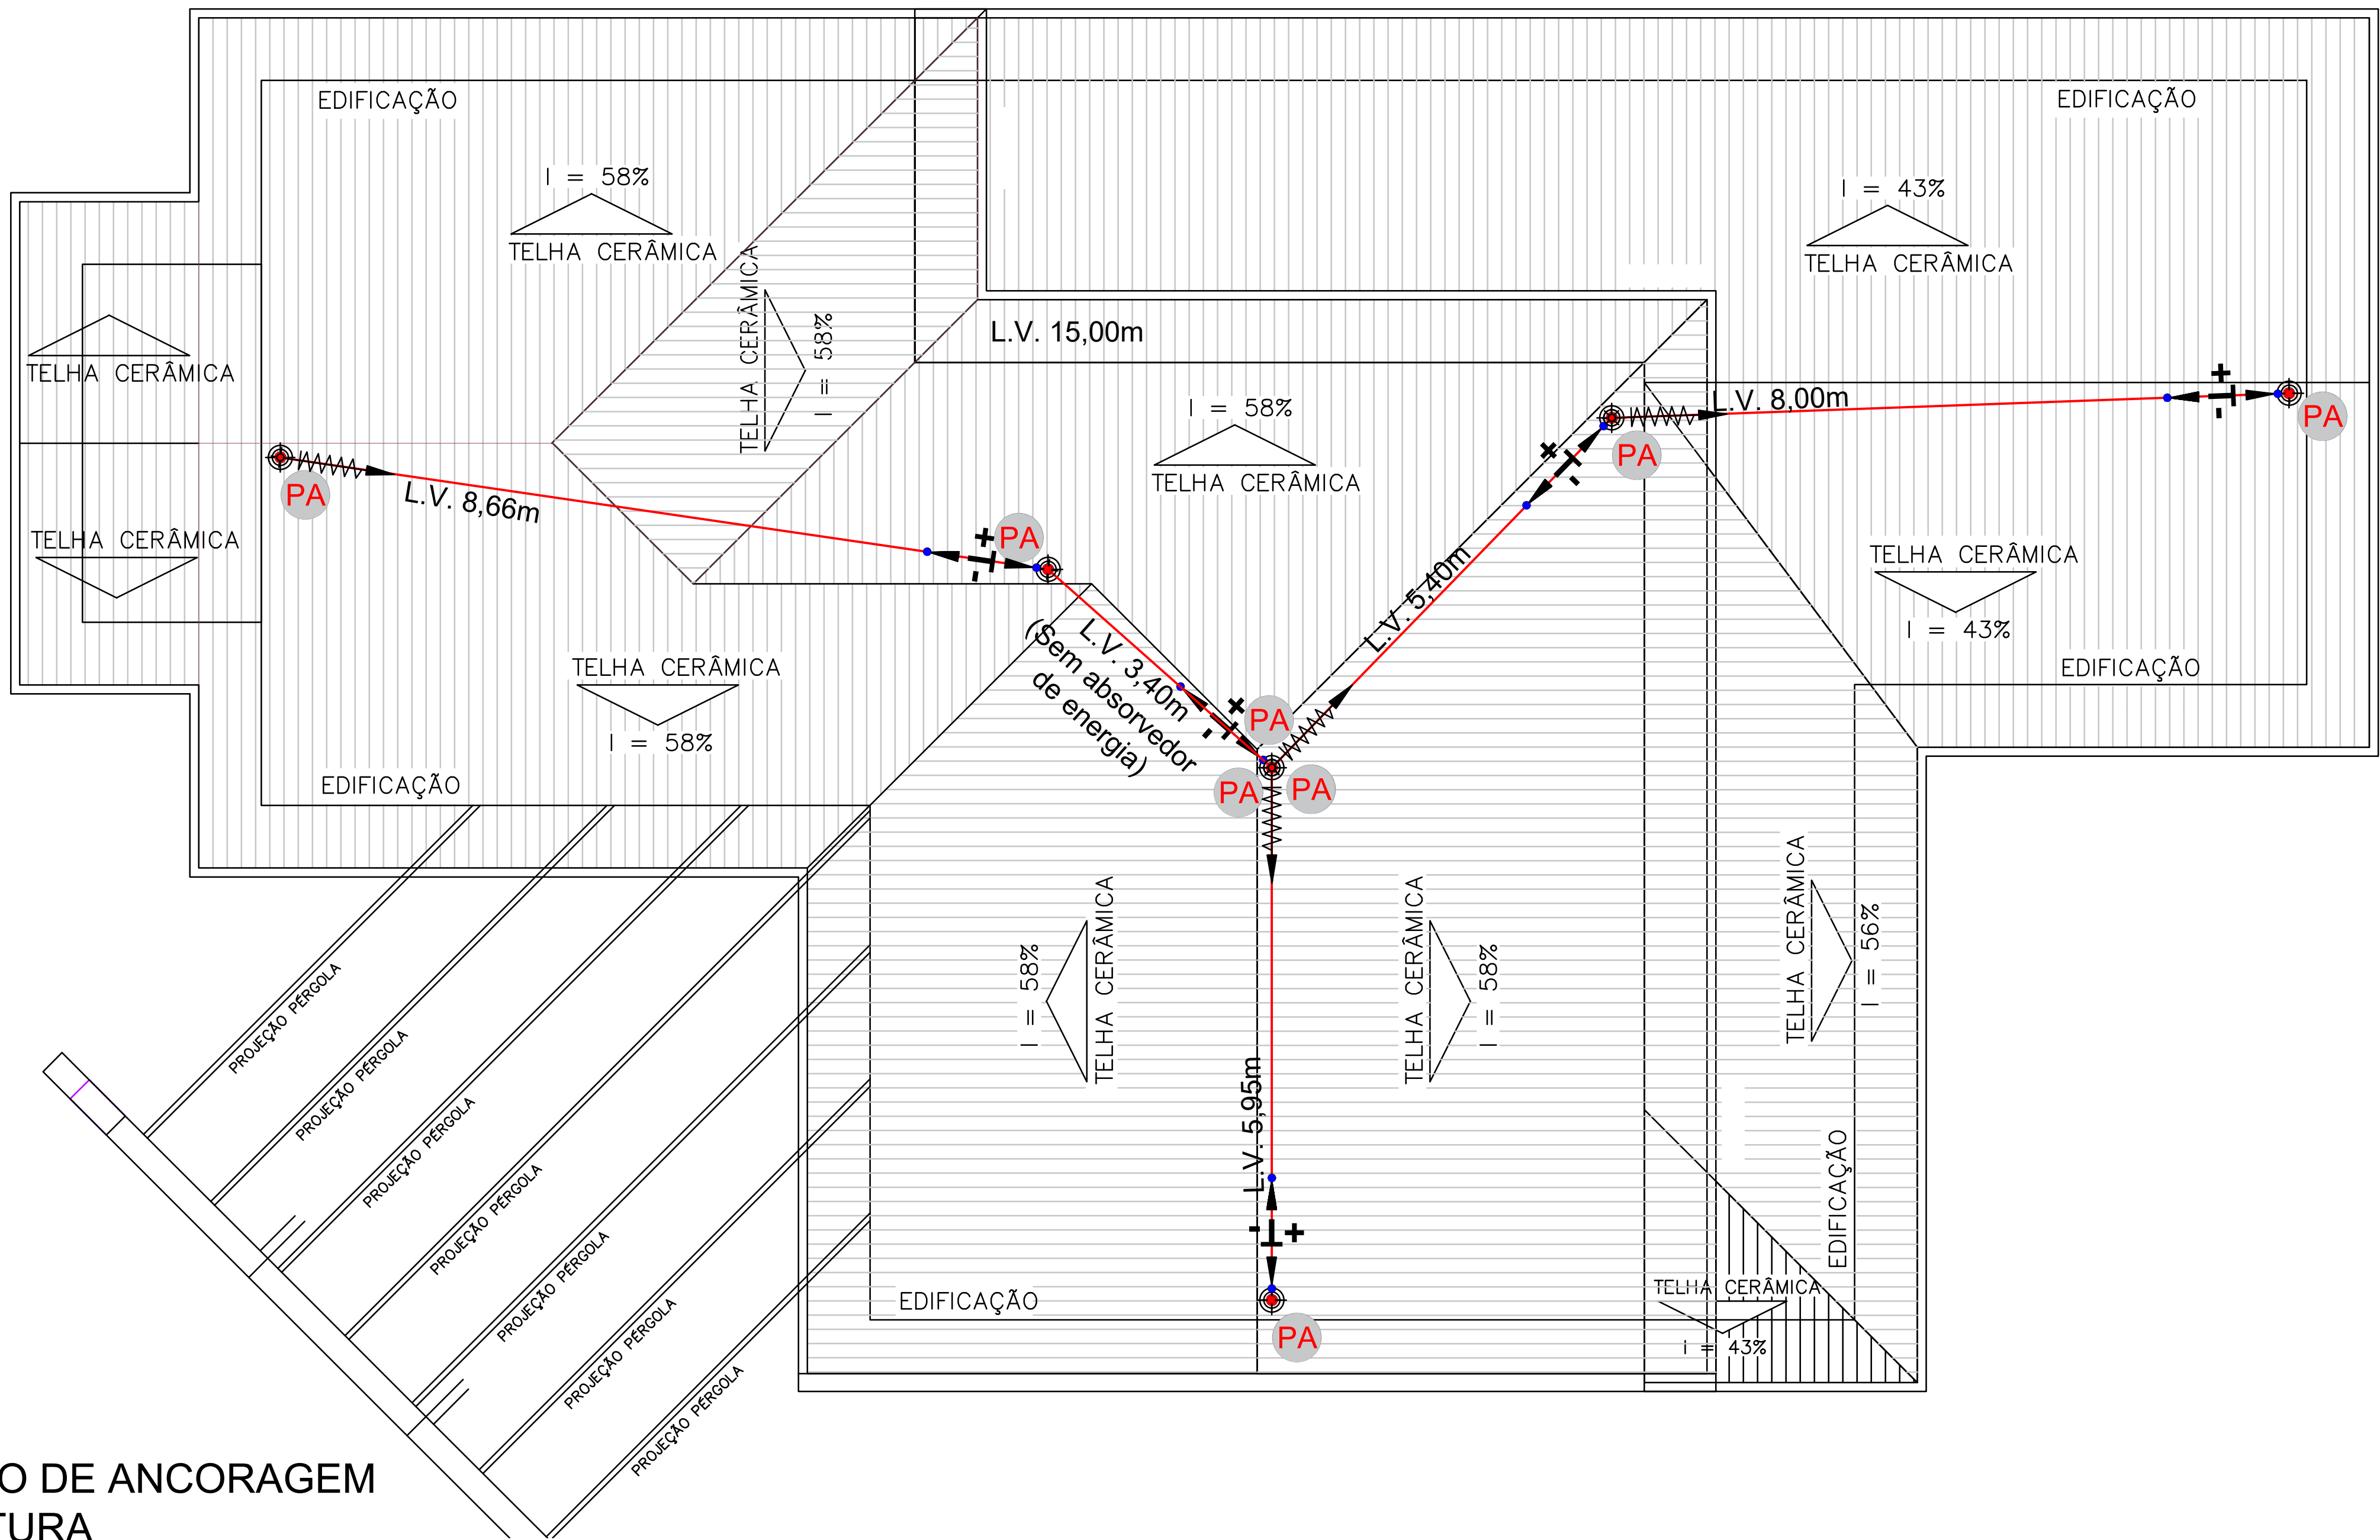 EDIFICAÇÃO
EDIFICAÇÃO
I = 58%
TELHA CERÂMICA
I = 43%
TELHA CERÂMICA
TELHA CERÂMICA
I = 58%
L.V. 15,00m
TELHA CERÂMICA
I = 58%
TELHA CERÂMICA
L.V. 8,00m
PA
PA
PA
L.V. 8,66m
PA
TELHA CERÂMICA
TELHA CERÂMICA
I = 43%
L.V. 5,40m
L.V. 3,40m
(Sem absorvedor
de energia)
TELHA CERÂMICA
I = 58%
EDIFICAÇÃO
EDIFICAÇÃO
PA
PA
PA
I = 58%
TELHA CERÂMICA
TELHA CERÂMICA
I = 58%
TELHA CERÂMICA
I = 56%
L.V. 5,95m
EDIFICAÇÃO
PROJEÇÃO PÉRGOLA
PROJEÇÃO PÉRGOLA
PROJEÇÃO PÉRGOLA
PROJEÇÃO PÉRGOLA
PROJEÇÃO PÉRGOLA
PROJEÇÃO PÉRGOLA
PROJEÇÃO PÉRGOLA
EDIFICAÇÃO
PA
TELHA CERÂMICA
i = 43%
O DE ANCORAGEM
TURA